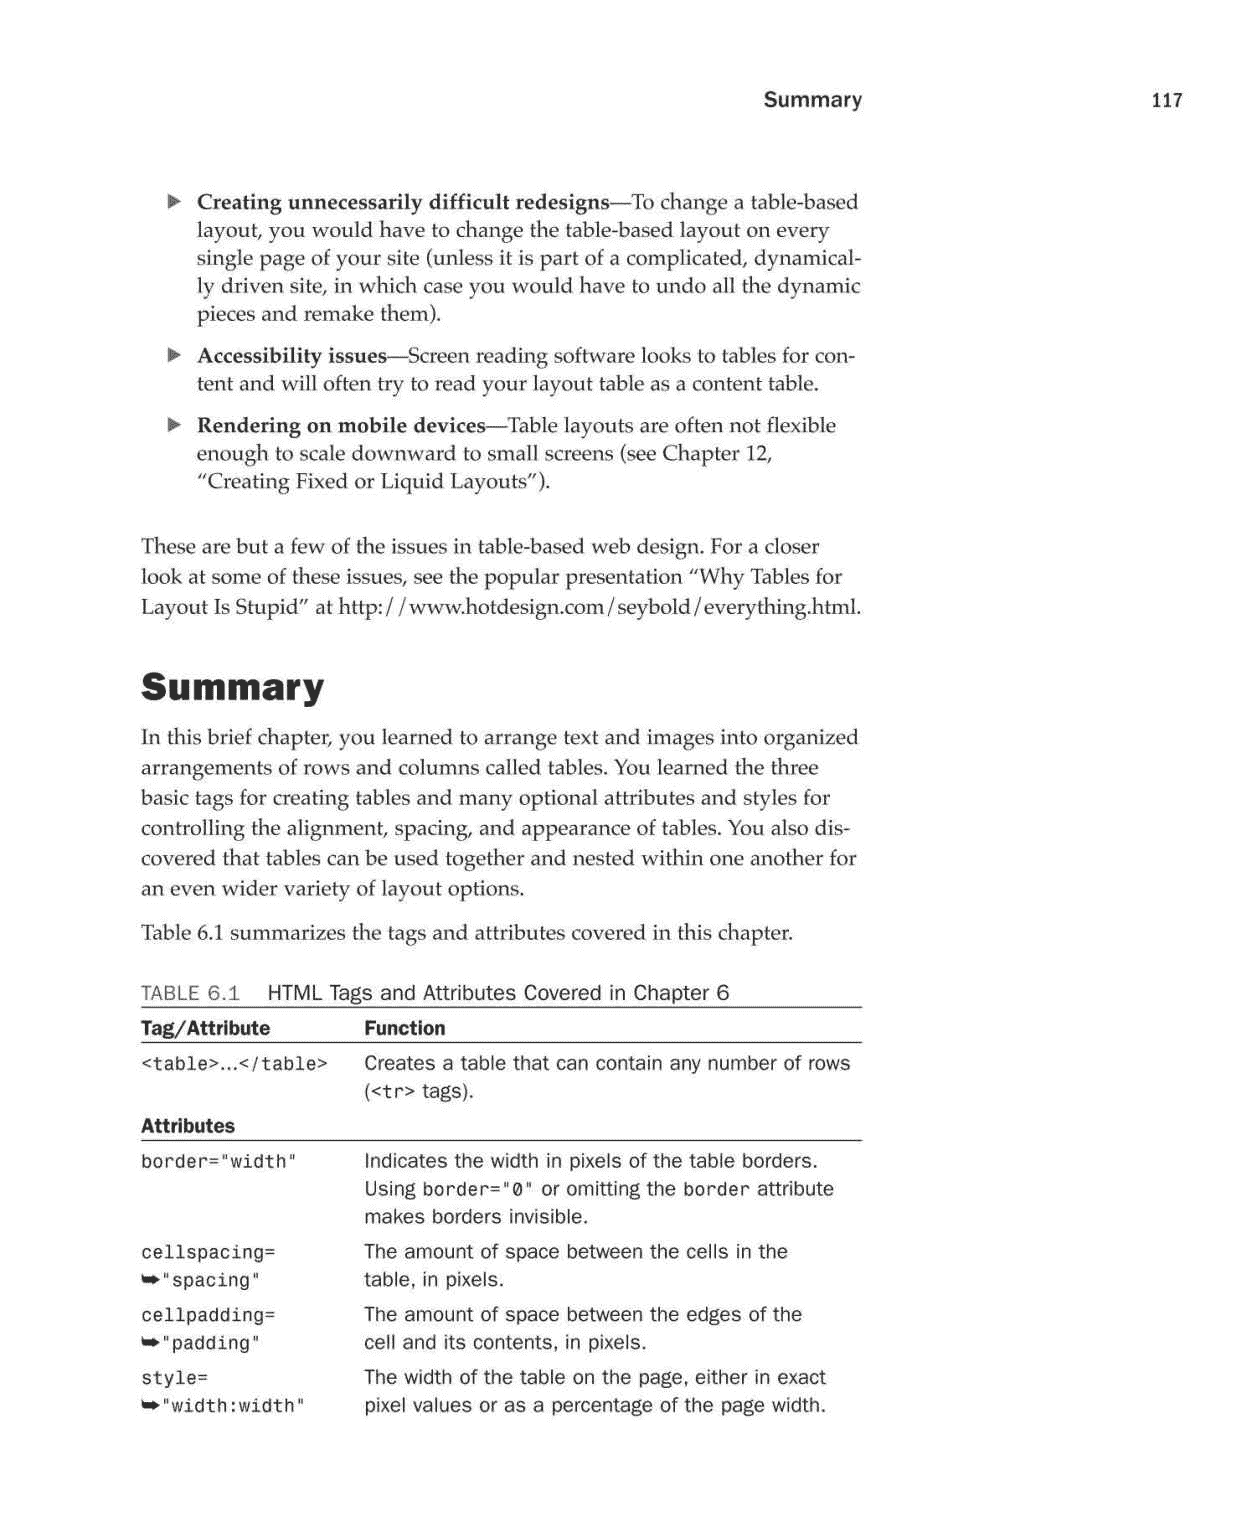 Summary 117
▶ Creating unnecessarily difficult redesigns—To change a table-based
layout, you would have to change the table-based layout on every
single page of your site (unless it is part of a complicated, dynamical-
ly driven site, in which case you would have to undo all the dynamic
pieces and remake them).
▶ Accessibility issues—Screen reading software looks to tables for con-
tent and will often try to read your layout table as a content table.
▶ Rendering on mobile devices—Table layouts are often not flexible
enough to scale downward to small screens (see Chapter 12,
“Creating Fixed or Liquid Layouts”).
These are but a few of the issues in table-based web design. For a closer
look at some of these issues, see the popular presentation “Why Tables for
Layout Is Stupid” at http://www.hotdesign.com/seybold/everything.html.
Summary
In this brief chapter, you learned to arrange text and images into organized
arrangements of rows and columns called tables. You learned the three
basic tags for creating tables and many optional attributes and styles for
controlling the alignment, spacing, and appearance of tables. You also dis-
covered that tables can be used together and nested within one another for
an even wider variety of layout options.
Table 6.1 summarizes the tags and attributes covered in this chapter.
TABLE 6.1 HTML Tags and Attributes Covered in Chapter 6
Tag/Attribute Function
<table>...</table> Creates a table that can contain any number of rows
(<tr> tags).
Attributes
border="width" Indicates the width in pixels of the table borders.
Using border="0" or omitting the border attribute
makes borders invisible.
cellspacing= The amount of space between the cells in the
➥"spacing" table, in pixels.
cellpadding= The amount of space between the edges of the
➥"padding" cell and its contents, in pixels.
style= The width of the table on the page, either in exact
➥"width:width" pixel values or as a percentage of the page width.